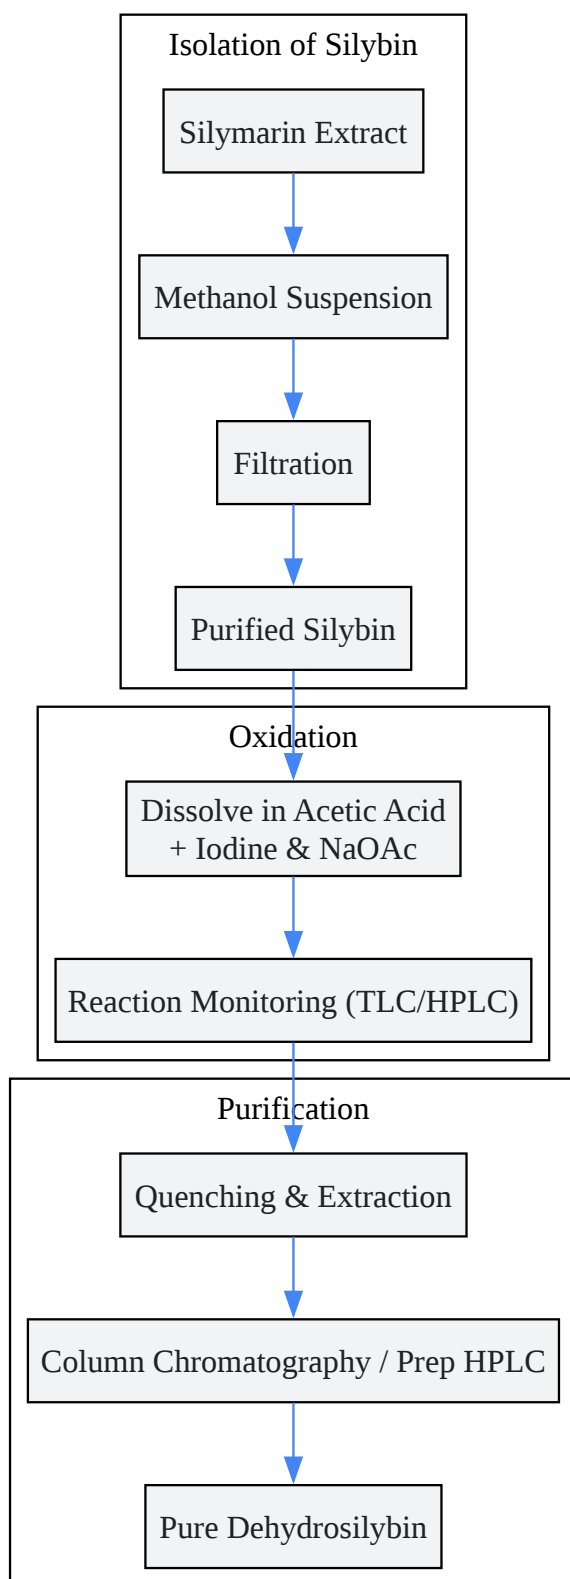 Isolation of Silybin
Silymarin Extract
Methanol Suspension
Filtration
Purified Silybin
Oxidation
Dissolve in Acetic Acid
+ Iodine & NaOAc
Reaction Monitoring (TLC/HPLC)
Purification
Quenching & Extraction
Column Chromatography / Prep HPLC
Pure Dehydrosilybin